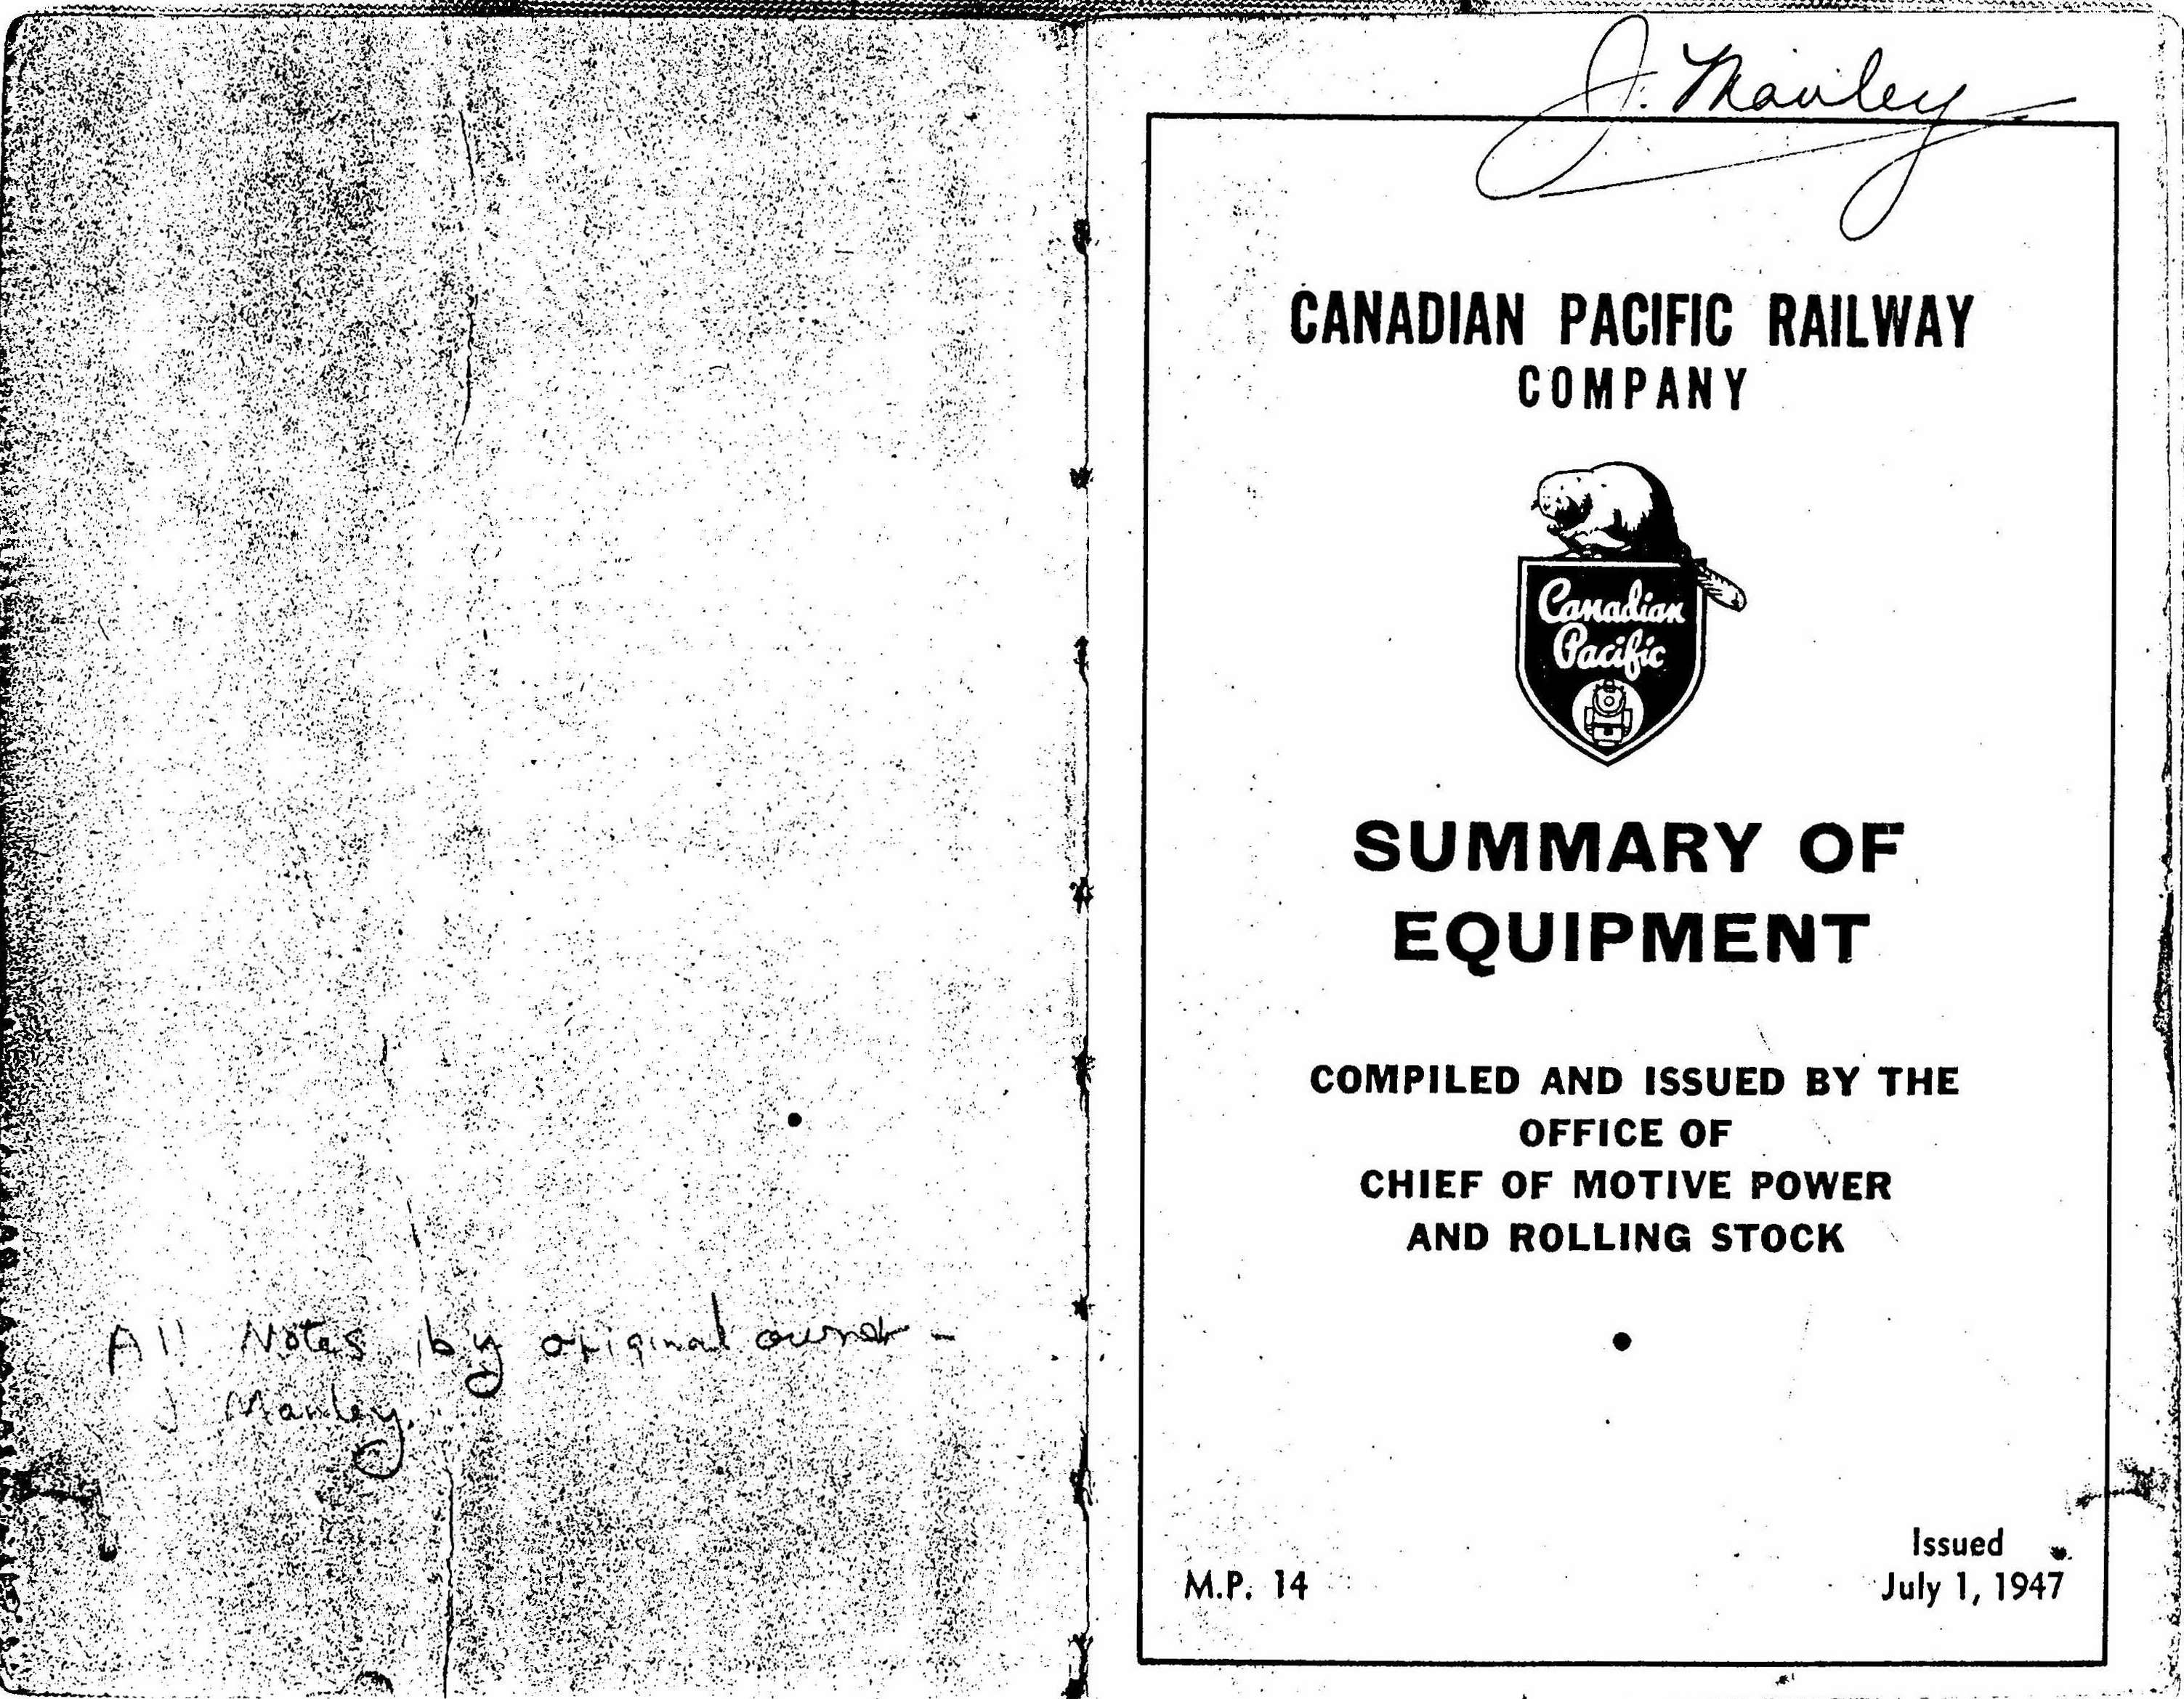 All Notes by original owner -
J Manley.
J. Manley
CANADIAN PACIFIC RAILWAY
COMPANY
Canadian
Pacific
SUMMARY OF
EQUIPMENT
COMPILED AND ISSUED BY THE
OFFICE OF
CHIEF OF MOTIVE POWER
AND ROLLING STOCK
Issued
M.P. 14
July 1, 1947